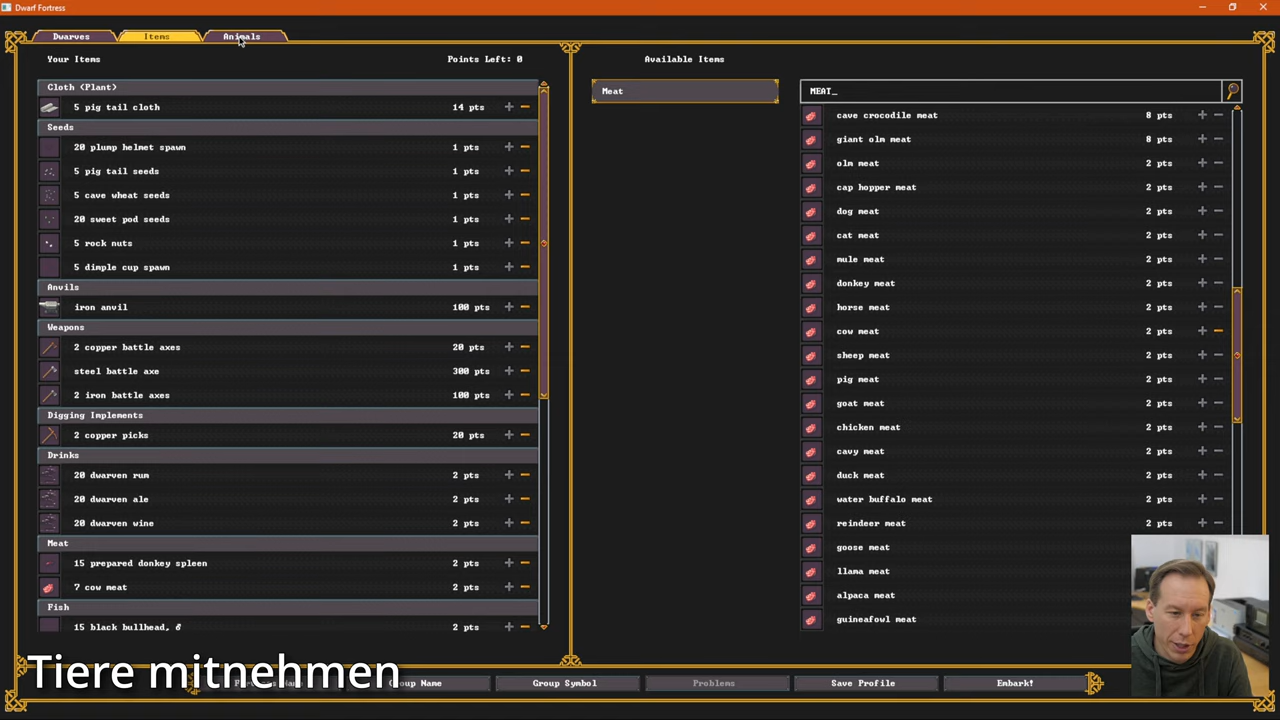 Dwarf Fortress
Dwarves
Items
Animals
Your Items
Points Left: 0
Available Items
Cloth (Plant)
5 pig tail cloth 14 pts
Seeds
20 plump helmet spawn 1 pts
5 pig tail seeds 1 pts
5 cave wheat seeds 1 pts
20 sweet pod seeds 1 pts
5 rock nuts 1 pts
5 dimple cup spawn 1 pts
Anvils
iron anvil 100 pts
Weapons
2 copper battle axes 20 pts
steel battle axe 300 pts
2 iron battle axes 100 pts
Digging Implements
2 copper picks 20 pts
Drinks
20 dwarven rum 2 pts
20 dwarven ale 2 pts
20 dwarven wine 2 pts
Meat
15 prepared donkey spleen 2 pts
7 cow meat 2 pts
Fish
15 black bullhead, 2 pts
Meat
MEAT_
cave crocodile meat 8 pts
giant olm meat 8 pts
olm meat 2 pts
cap hopper meat 2 pts
dog meat 2 pts
cat meat 2 pts
mule meat 2 pts
donkey meat 2 pts
horse meat 2 pts
cow meat 2 pts
sheep meat 2 pts
pig meat 2 pts
goat meat 2 pts
chicken meat 2 pts
cavy meat 2 pts
duck meat 2 pts
water buffalo meat 2 pts
reindeer meat 2 pts
goose meat
llama meat
alpaca meat
guineafowl meat
Tiere mitnehmen
Group Name
Group Symbol
Problems
Save Profile
Embark!